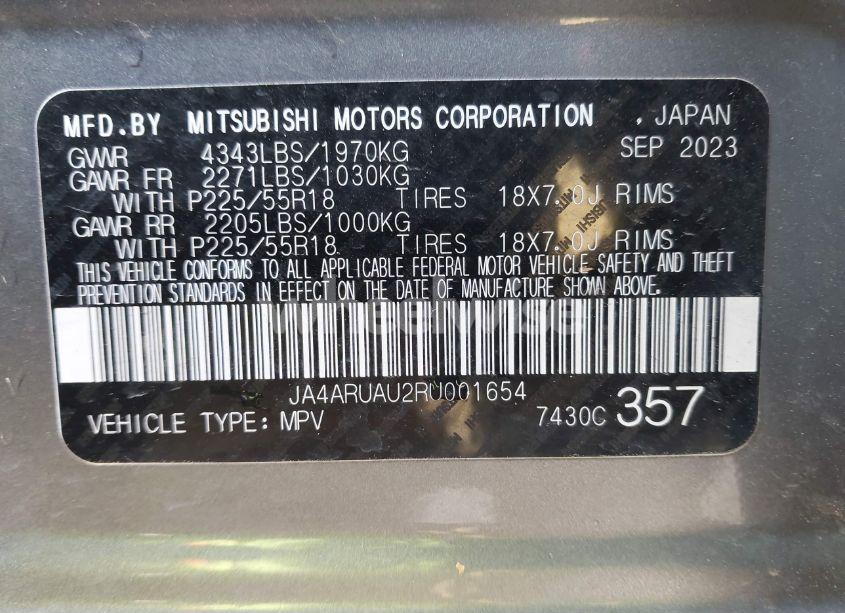 MFD.BY MITSUBISHI MOTORS CORPORATION , JAPAN
GVWR 4343LBS/1970KG SEP 2023
GAWR FR 2271LBS/1030KG
WITH P225/55R18 TIRES 18X7.0J RIMS
GAWR RR 2205LBS/1000KG
WITH P225/55R18 TIRES 18X7.0J RIMS
THIS VEHICLE CONFORMS TO ALL APPLICABLE FEDERAL MOTOR VEHICLE SAFETY AND THEFT
PREVENTION STANDARDS IN EFFECT ON THE DATE OF MANUFACTURE SHOWN ABOVE.
Wheelwise
JA4ARUAU2RU001654
VEHICLE TYPE: MPV 7430C 357